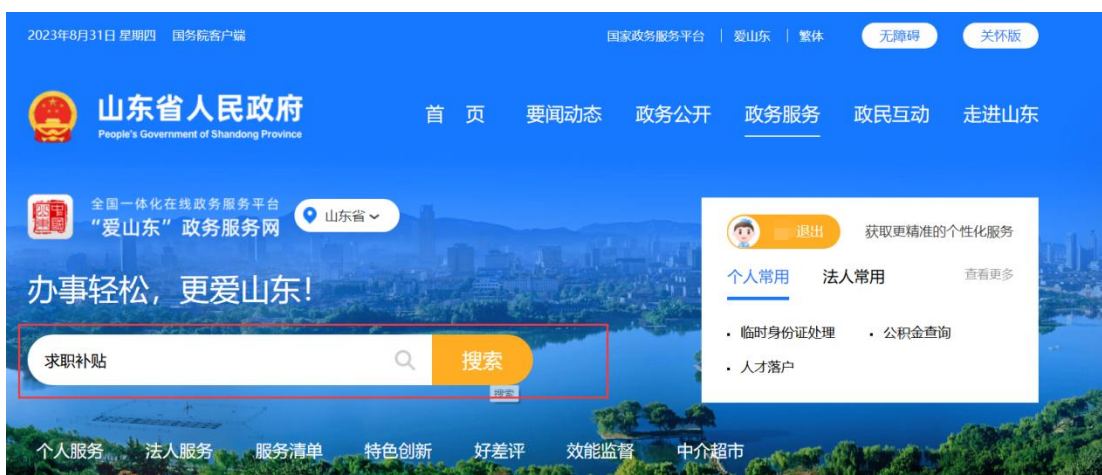 2023年8月31日 星期四 国务院客户端 国家政务服务平台 | 爱山东 | 繁体 无障碍 关怀版
山东省人民政府
People's Government of Shandong Province
首 页 要闻动态 政务公开 政务服务 政民互动 走进山东
全国一体化在线政务服务平台
“爱山东”政务服务网
山东省
退出 获取更精准的个性化服务
个人常用 法人常用 查看更多
办事轻松，更爱山东！
· 临时身份证处理 · 公积金查询
· 人才落户
求职补贴 搜索
搜索
个人服务 法人服务 服务清单 特色创新 好差评 效能监督 中介超市